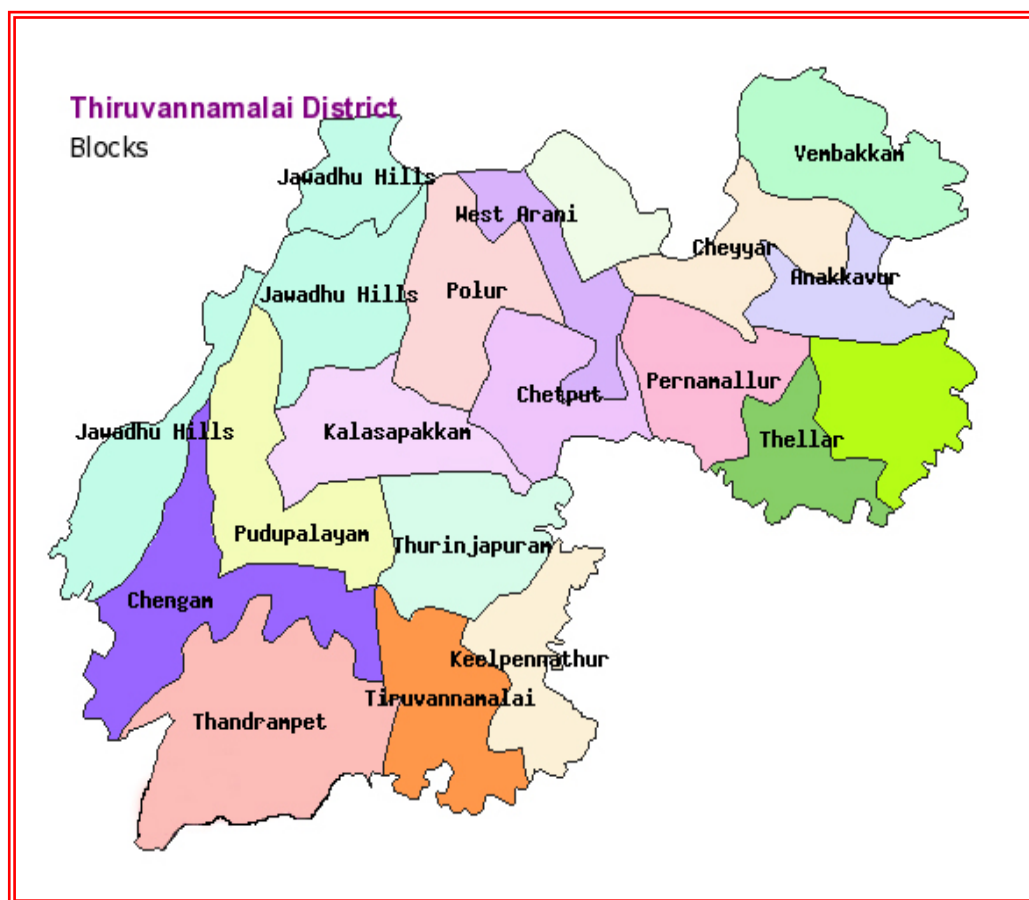 Thiruvannamalai District
Blocks
Vembakkam
Jawadhu Hills
West Arani
Cheyyar
Anakkavur
Jawadhu Hills
Polur
Pernamallur
Chetput
Jawadhu Hills
Kalasapakkam
Thellar
Pudupalayam
Thurinjapuram
Chengam
Keelpennathur
Tiruvannamalai
Thandrampet